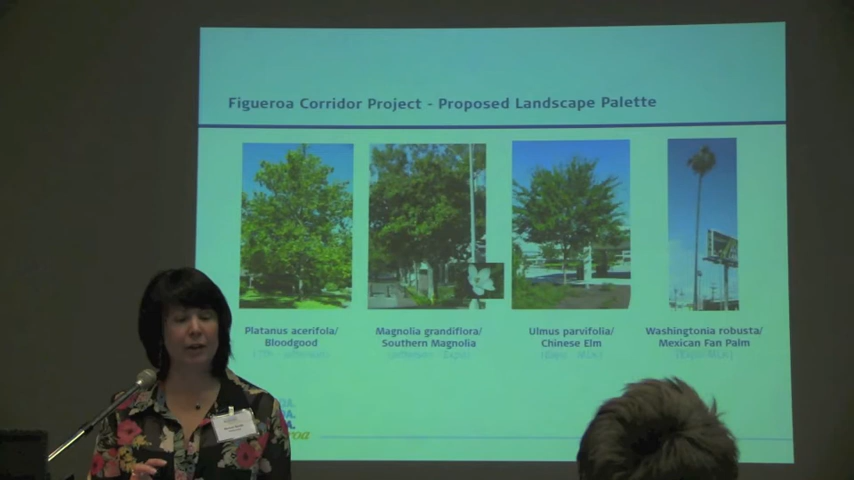 Figueroa Corridor Project - Proposed Landscape Palette
Platanus acerifola/
Bloodgood
Magnolia grandiflora/
Southern Magnolia
Ulmus parvifolia/
Chinese Elm
Washingtonia robusta/
Mexican Fan Palm